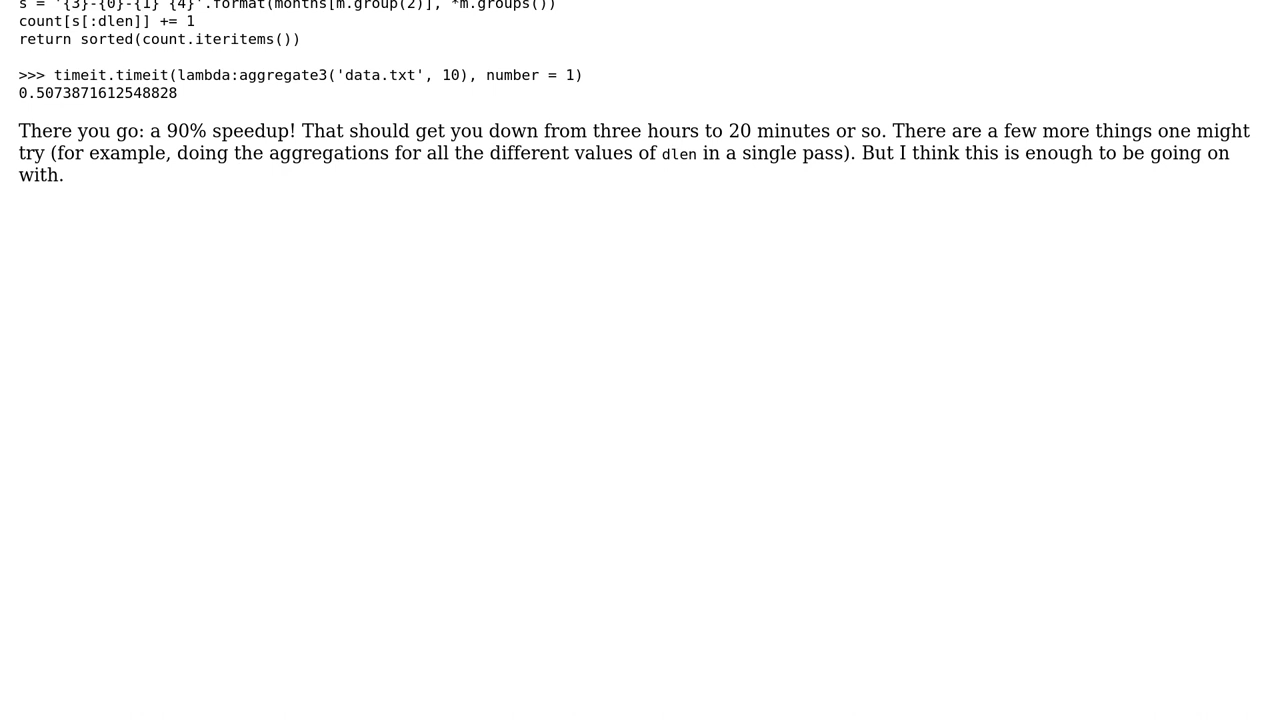 s = '{3}-{0}-{1} {4}'.format(months[m.group(2)], *m.groups())
count[s[:dlen]] += 1
return sorted(count.iteritems())
>>> timeit.timeit(lambda:aggregate3('data.txt', 10), number = 1)
0.5073871612548828
There you go: a 90% speedup! That should get you down from three hours to 20 minutes or so. There are a few more things one might
try (for example, doing the aggregations for all the different values of dlen in a single pass). But I think this is enough to be going on
with.